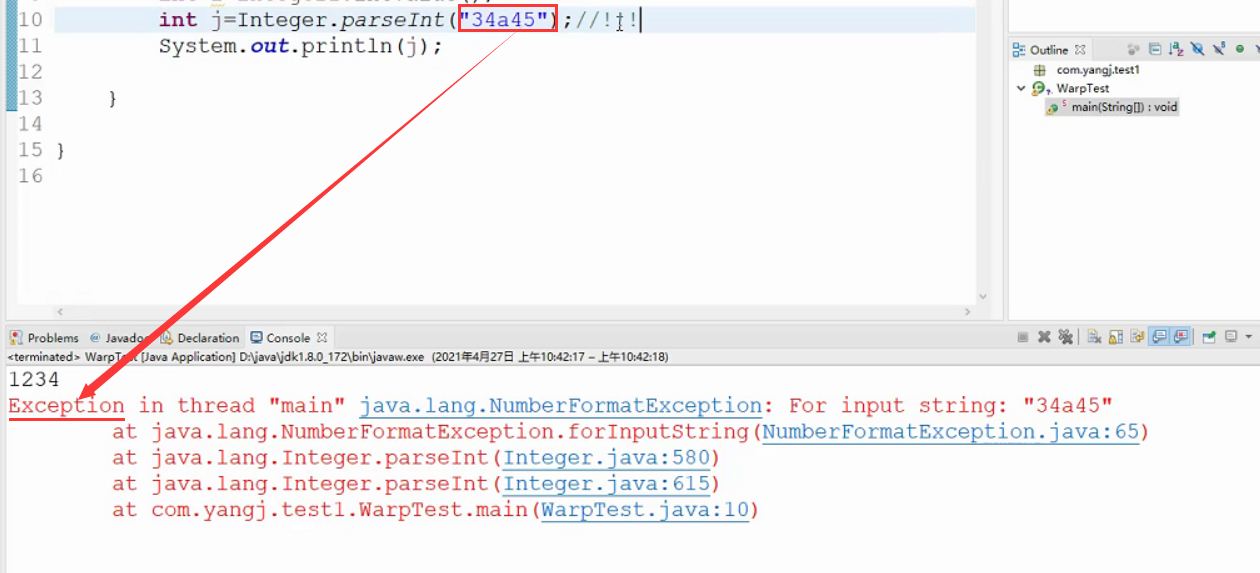 10 int j=Integer.parseInt("34a45");//!!!
11 System.out.println(j);
12
13 }
14
15 }
16
Outline
com.yangj.test1
WarpTest
main(String[]) : void
Problems @ Javadoc Declaration Console
<terminated> WarpTest [Java Application] D:\java\jdk1.8.0_172\bin\javaw.exe (2021年4月27日 上午10:42:17 – 上午10:42:18)
1234
Exception in thread "main" java.lang.NumberFormatException: For input string: "34a45"
at java.lang.NumberFormatException.forInputString(NumberFormatException.java:65)
at java.lang.Integer.parseInt(Integer.java:580)
at java.lang.Integer.parseInt(Integer.java:615)
at com.yangj.test1.WarpTest.main(WarpTest.java:10)